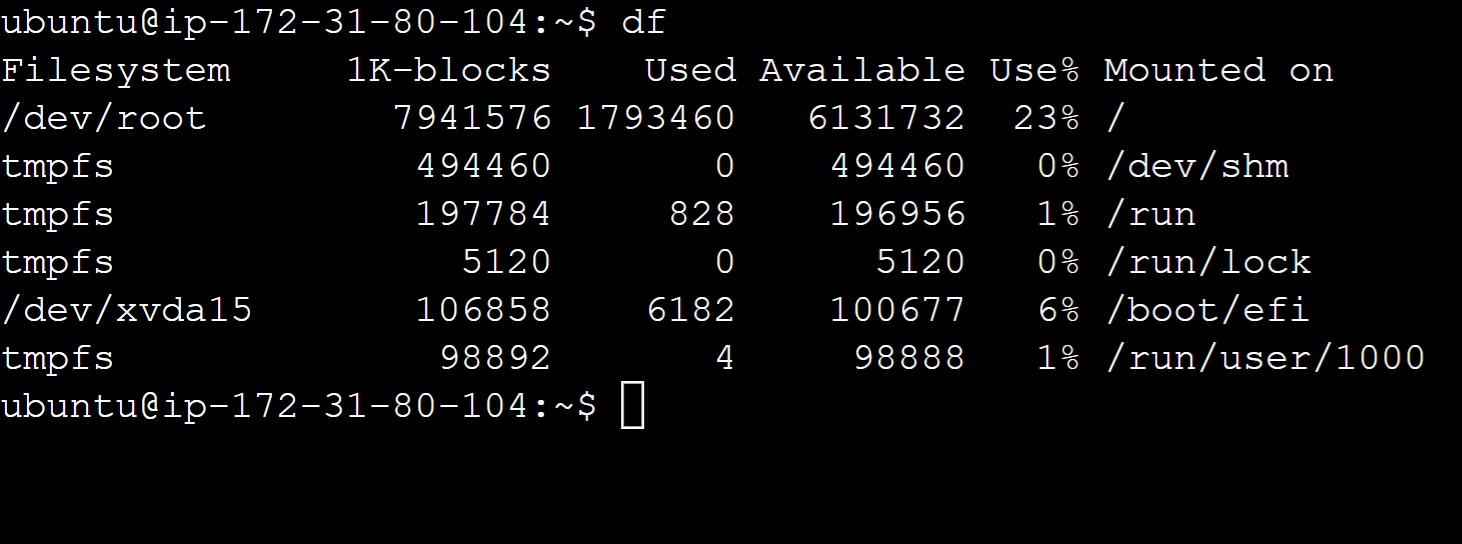 ubuntu@ip-172-31-80-104:~$ df
Filesystem     1K-blocks    Used Available Use% Mounted on
/dev/root        7941576 1793460   6131732  23% /
tmpfs             494460       0    494460   0% /dev/shm
tmpfs             197784     828    196956   1% /run
tmpfs               5120       0      5120   0% /run/lock
/dev/xvda15       106858    6182    100677   6% /boot/efi
tmpfs              98892       4     98888   1% /run/user/1000
ubuntu@ip-172-31-80-104:~$